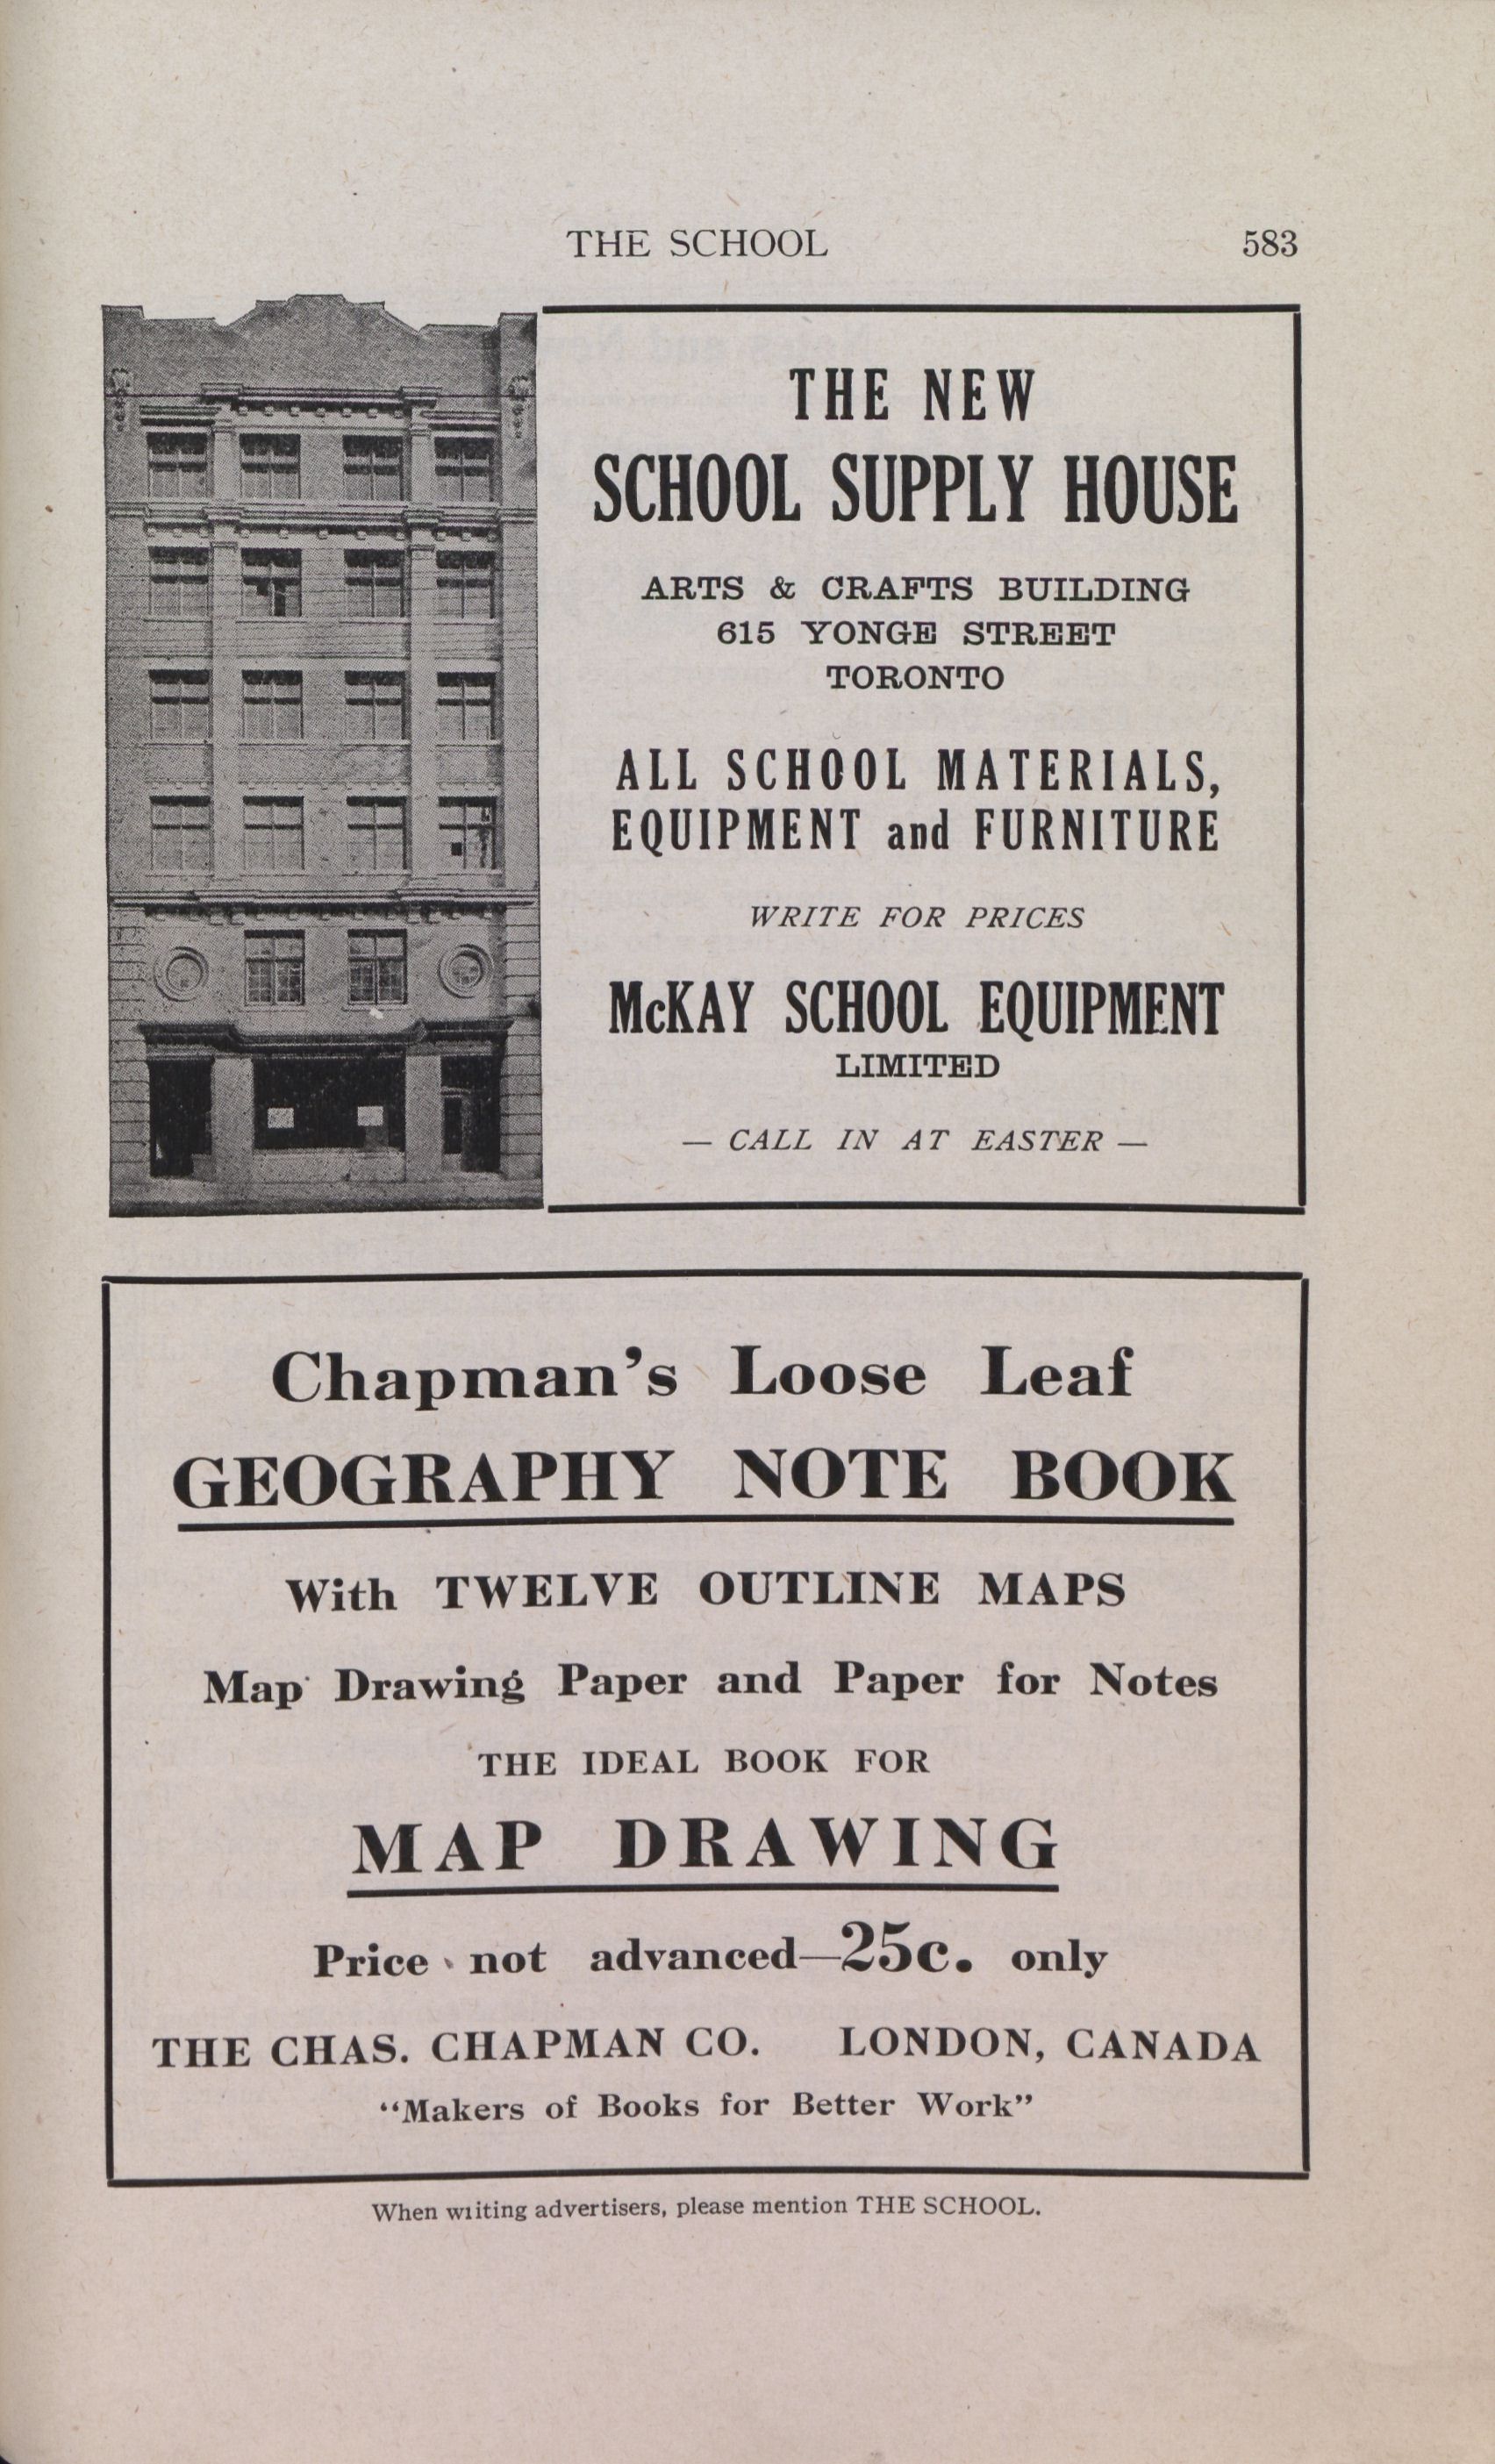 THE SCHOOL 583
THE NEW
SCHOOL SUPPLY HOUSE
ARTS & CRAFTS BUILDING
615 YONGE STREET
TORONTO
ALL SCHOOL MATERIALS,
EQUIPMENT and FURNITURE
WRITE FOR PRICES
McKAY SCHOOL EQUIPMENT
LIMITED
— CALL IN AT EASTER —
Chapman's Loose Leaf
GEOGRAPHY NOTE BOOK
With TWELVE OUTLINE MAPS
Map Drawing Paper and Paper for Notes
THE IDEAL BOOK FOR
MAP DRAWING
Price not advanced—25c. only
THE CHAS. CHAPMAN CO. LONDON, CANADA
"Makers of Books for Better Work"
When writing advertisers, please mention THE SCHOOL.